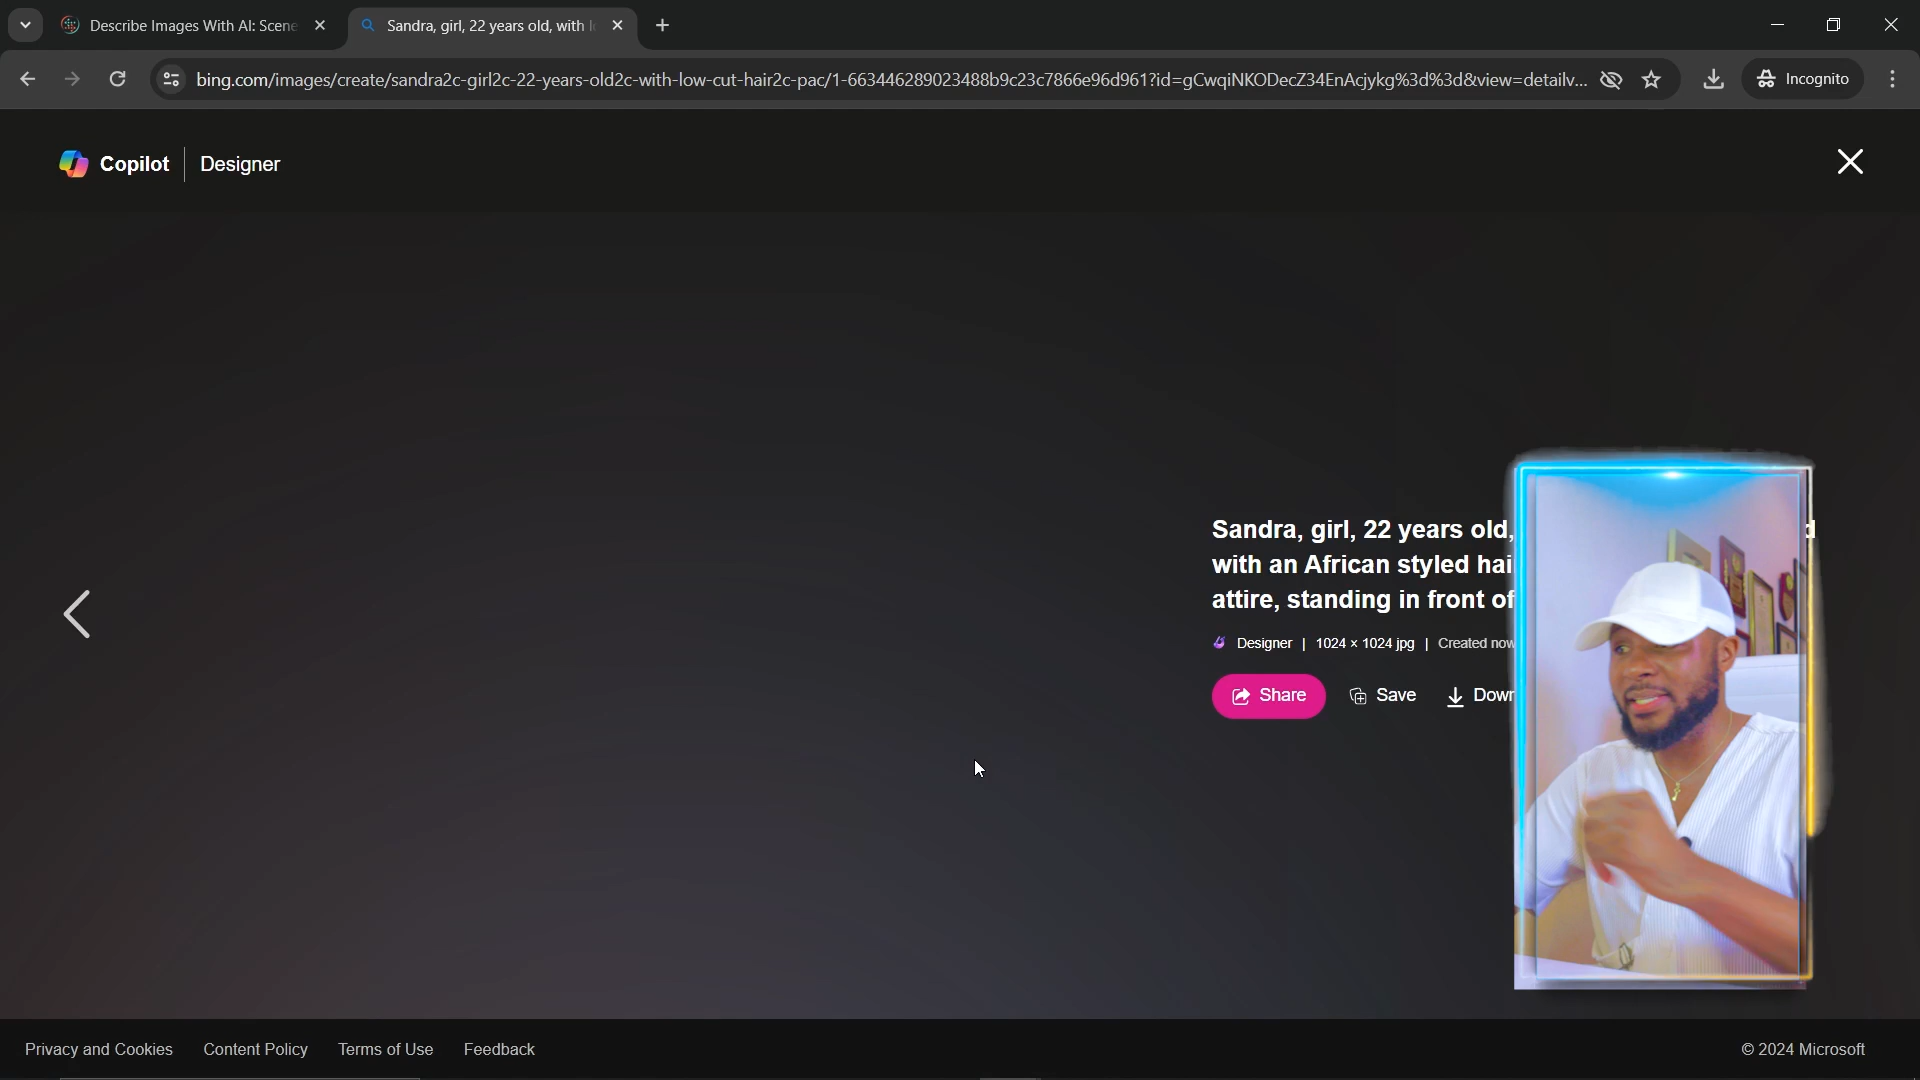 Describe Images With AI: Scene
Sandra, girl, 22 years old, with
bing.com/images/create/sandra2c-girl2c-22-years-old2c-with-low-cut-hair2c-pac/1-663446289023488b9c23c7866e96d961?id=gCwqiNKODecZ34EnAcjykg%3d%3d&view=detailv...
Incognito
Copilot
Designer
Sandra, girl, 22 years old,
with an African styled hai
attire, standing in front of
Designer | 1024 × 1024 jpg | Created now
Share
Save
Down
Privacy and Cookies
Content Policy
Terms of Use
Feedback
© 2024 Microsoft